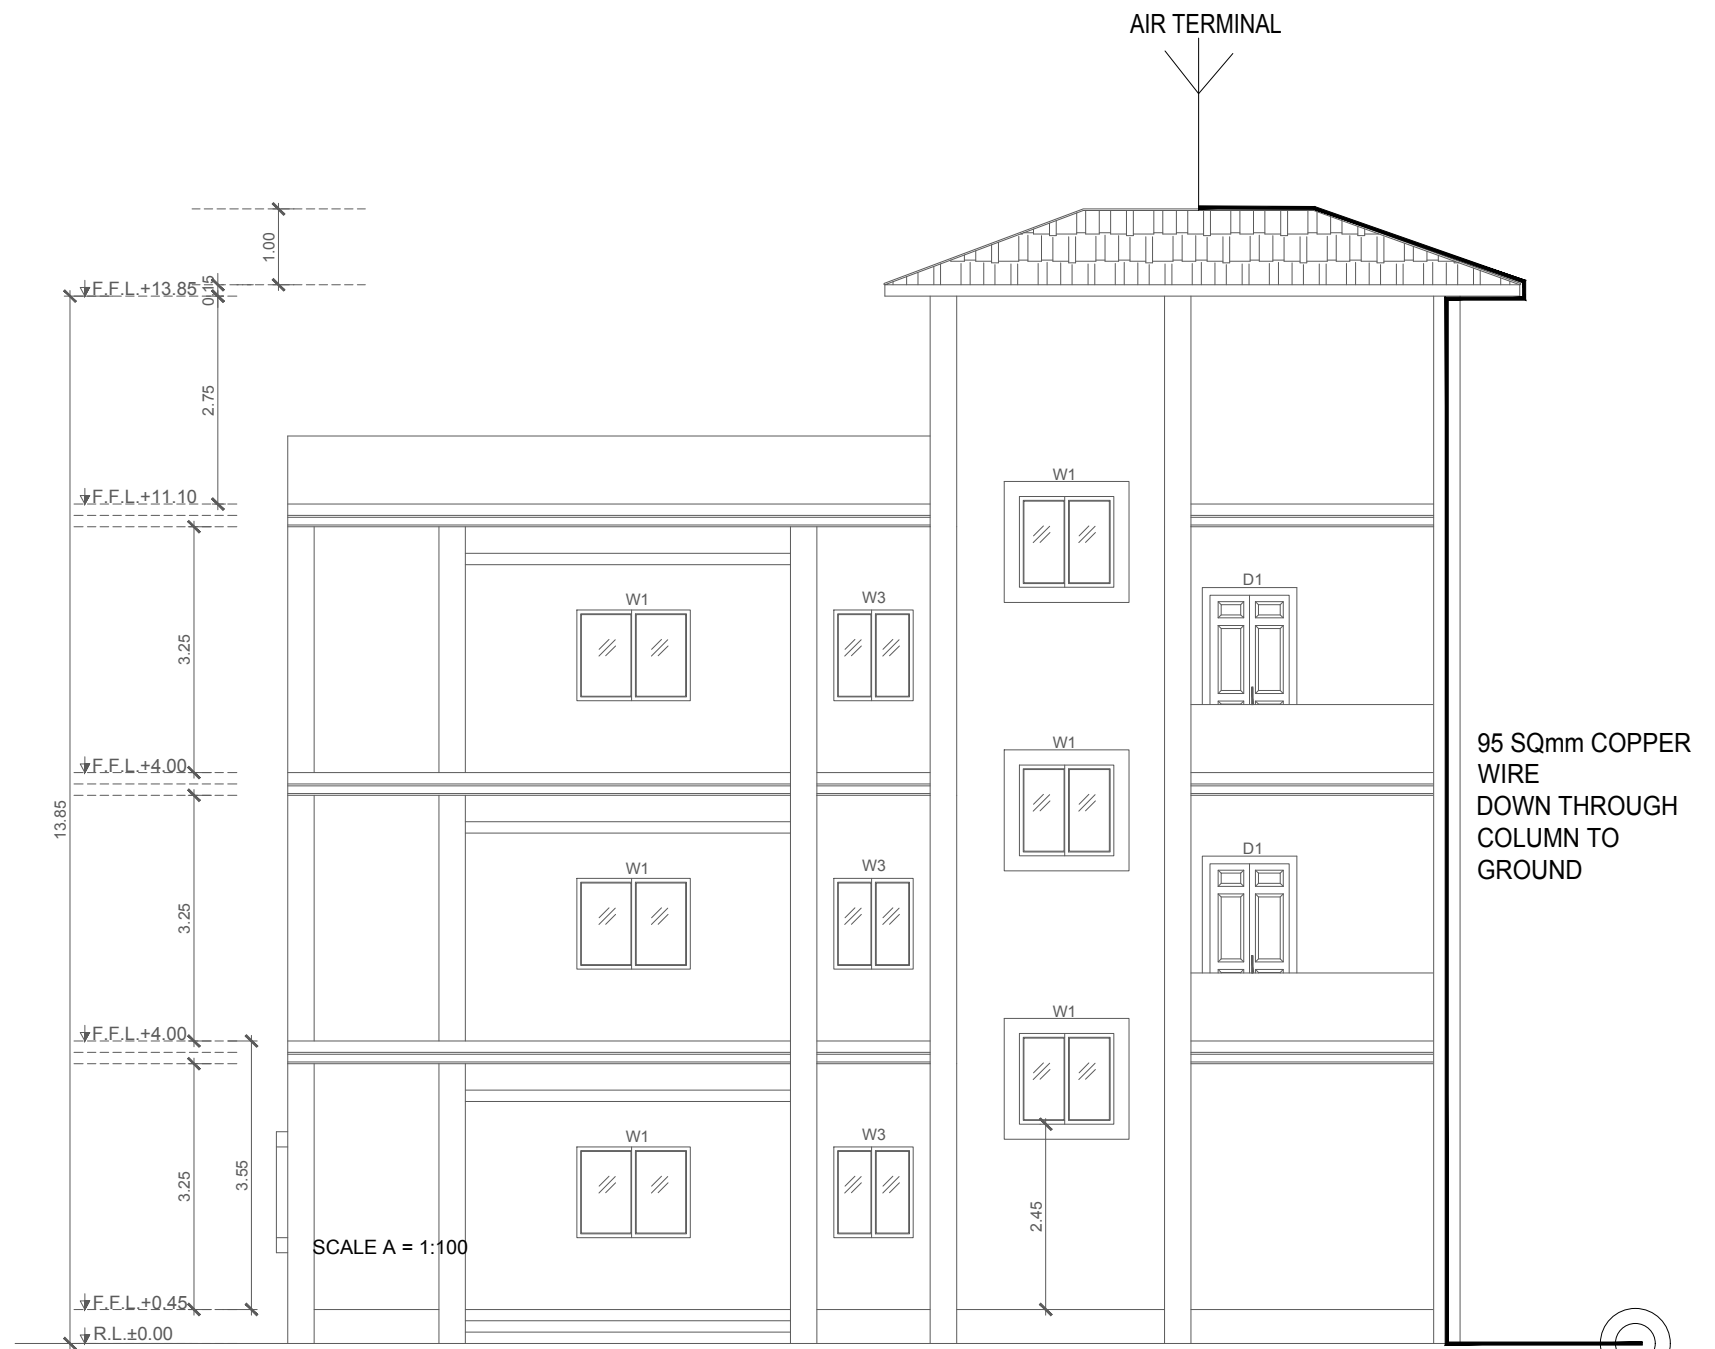 AIR TERMINAL
1.00
F.F.L.+13.85
0.15
2.75
F.F.L.+11.10
W1
D1
W1
W3
3.25
95 SQmm COPPER
WIRE
DOWN THROUGH
COLUMN TO
GROUND
W1
F.F.L.+4.00
13.85
D1
W1
W3
3.25
W1
F.F.L.+4.00
W1
W3
3.25
3.55
2.45
SCALE A = 1:100
F.F.L.+0.45
R.L.±0.00